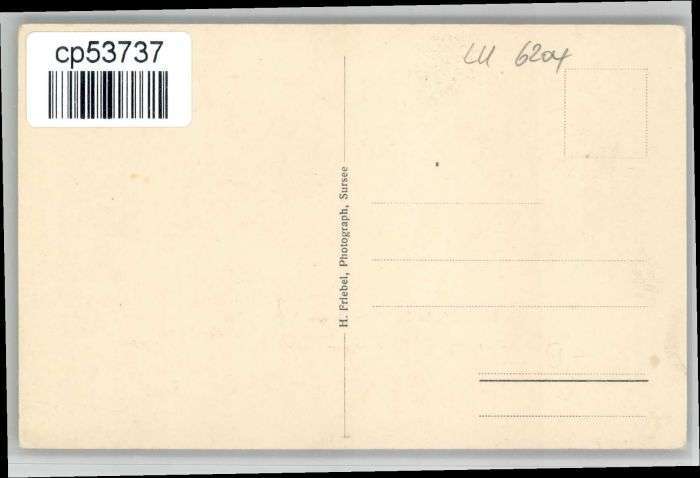 cp53737
LU 6204
H. Friebel, Photograph, Sursee